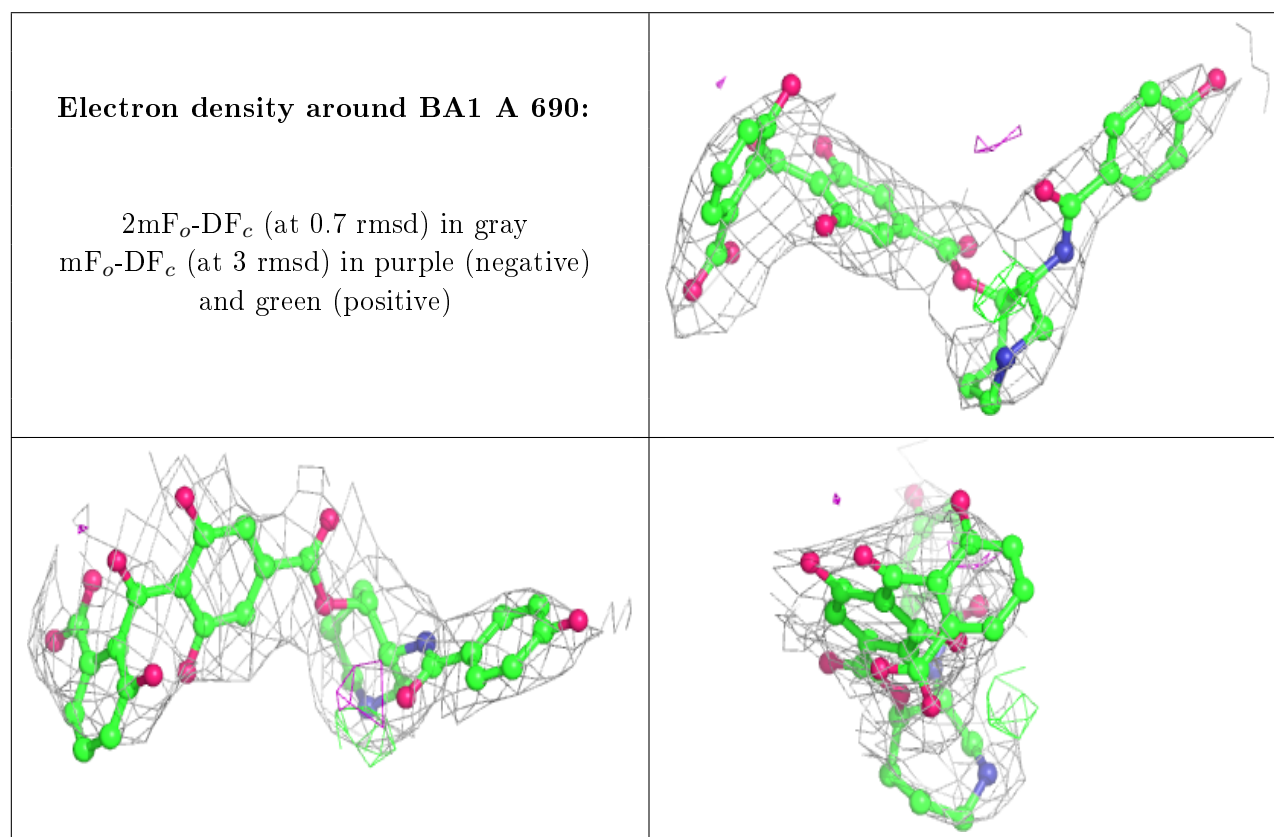 Electron density around BA1 A 690:
2mFo-DFc (at 0.7 rmsd) in gray
mFo-DFc (at 3 rmsd) in purple (negative)
and green (positive)